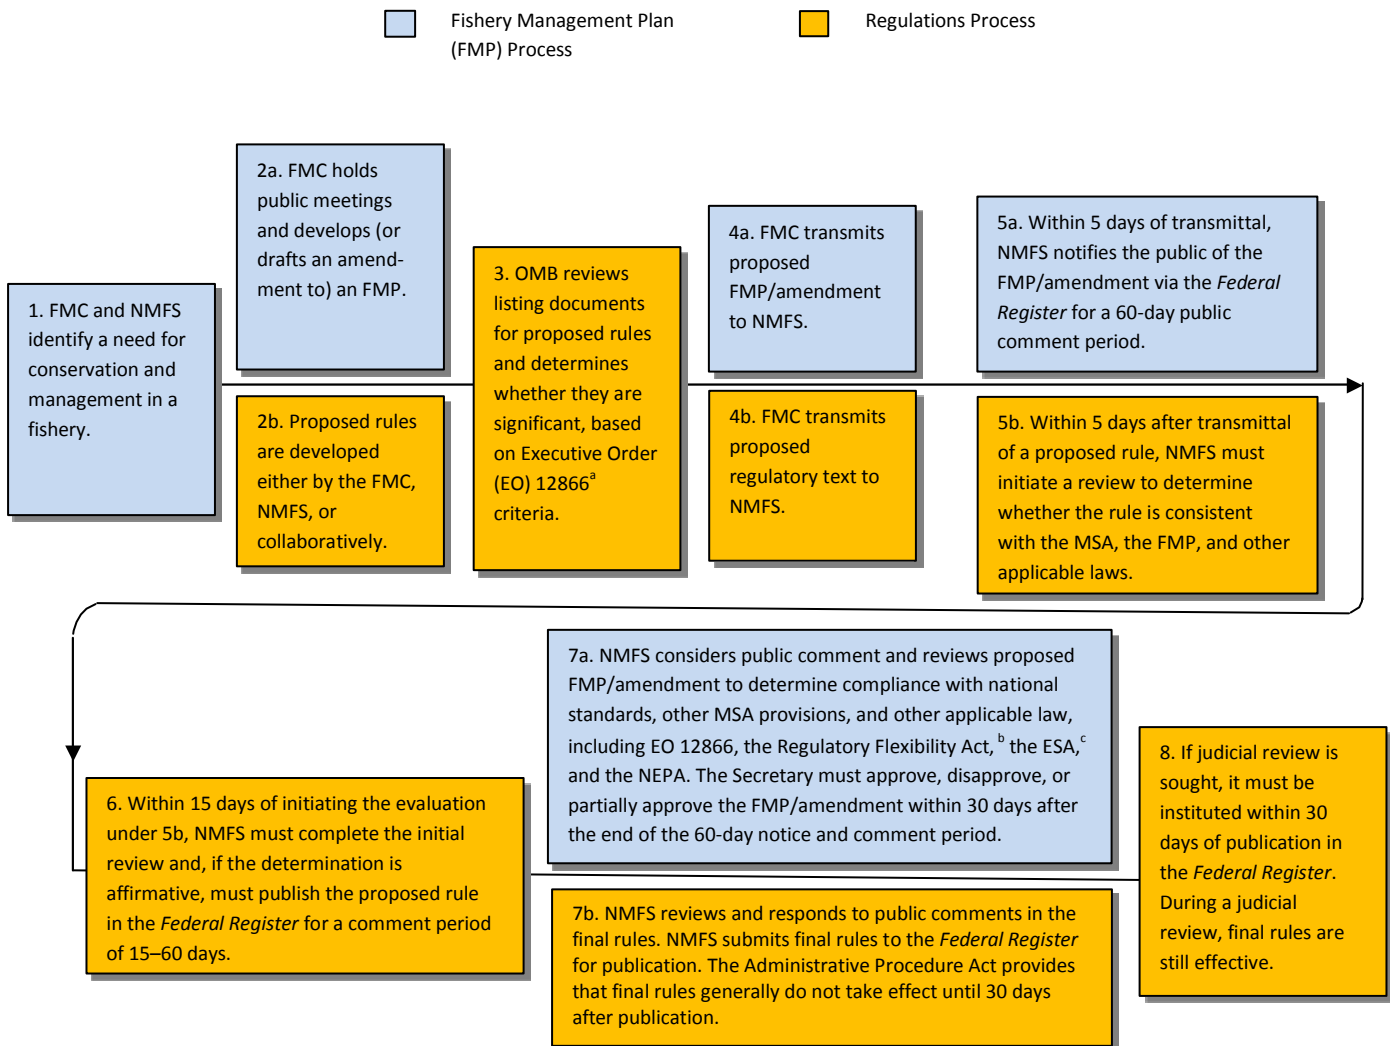 Fishery Management Plan
(FMP) Process
Regulations Process
1. FMC and NMFS
identify a need for
conservation and
management in a
fishery.
2a. FMC holds
public meetings
and develops (or
drafts an amend-
ment to) an FMP.
2b. Proposed rules
are developed
either by the FMC,
NMFS, or
collaboratively.
3. OMB reviews
listing documents
for proposed rules
and determines
whether they are
significant, based
on Executive Order
(EO) 12866a
criteria.
4a. FMC transmits
proposed
FMP/amendment
to NMFS.
4b. FMC transmits
proposed
regulatory text to
NMFS.
5a. Within 5 days of transmittal,
NMFS notifies the public of the
FMP/amendment via the Federal
Register for a 60-day public
comment period.
5b. Within 5 days after transmittal
of a proposed rule, NMFS must
initiate a review to determine
whether the rule is consistent
with the MSA, the FMP, and other
applicable laws.
6. Within 15 days of initiating the evaluation
under 5b, NMFS must complete the initial
review and, if the determination is
affirmative, must publish the proposed rule
in the Federal Register for a comment period
of 15–60 days.
7a. NMFS considers public comment and reviews proposed
FMP/amendment to determine compliance with national
standards, other MSA provisions, and other applicable law,
including EO 12866, the Regulatory Flexibility Act, b the ESA,c
and the NEPA. The Secretary must approve, disapprove, or
partially approve the FMP/amendment within 30 days after
the end of the 60-day notice and comment period.
7b. NMFS reviews and responds to public comments in the
final rules. NMFS submits final rules to the Federal Register
for publication. The Administrative Procedure Act provides
that final rules generally do not take effect until 30 days
after publication.
8. If judicial review is
sought, it must be
instituted within 30
days of publication in
the Federal Register.
During a judicial
review, final rules are
still effective.